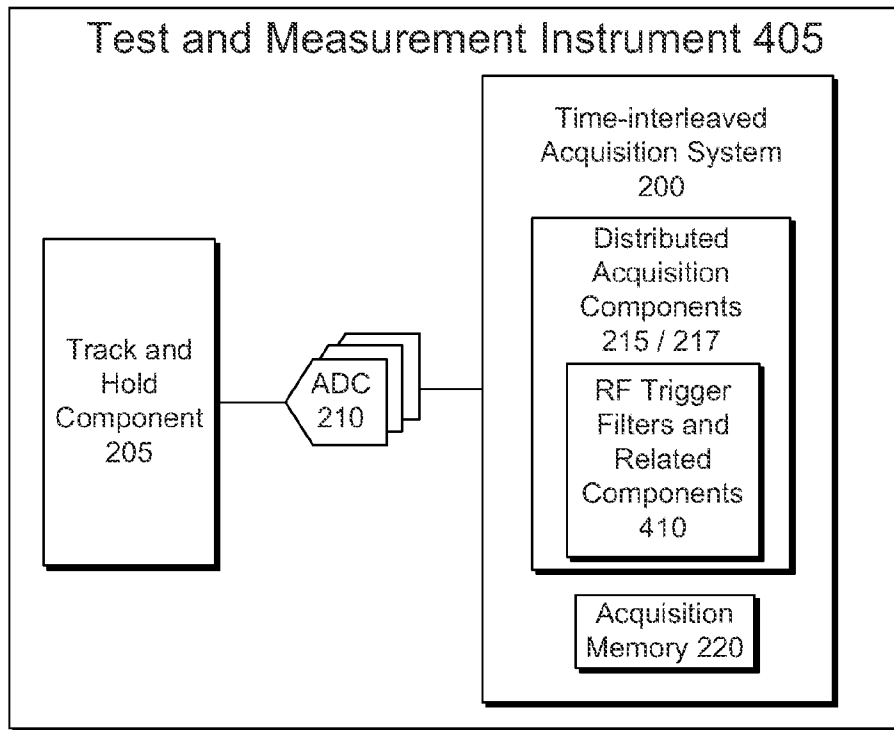 Test and Measurement Instrument 405
Track and
Hold
Component
205
ADC
210
Time-interleaved
Acquisition System
200
Distributed
Acquisition
Components
215 / 217
RF Trigger
Filters and
Related
Components
410
Acquisition
Memory 220